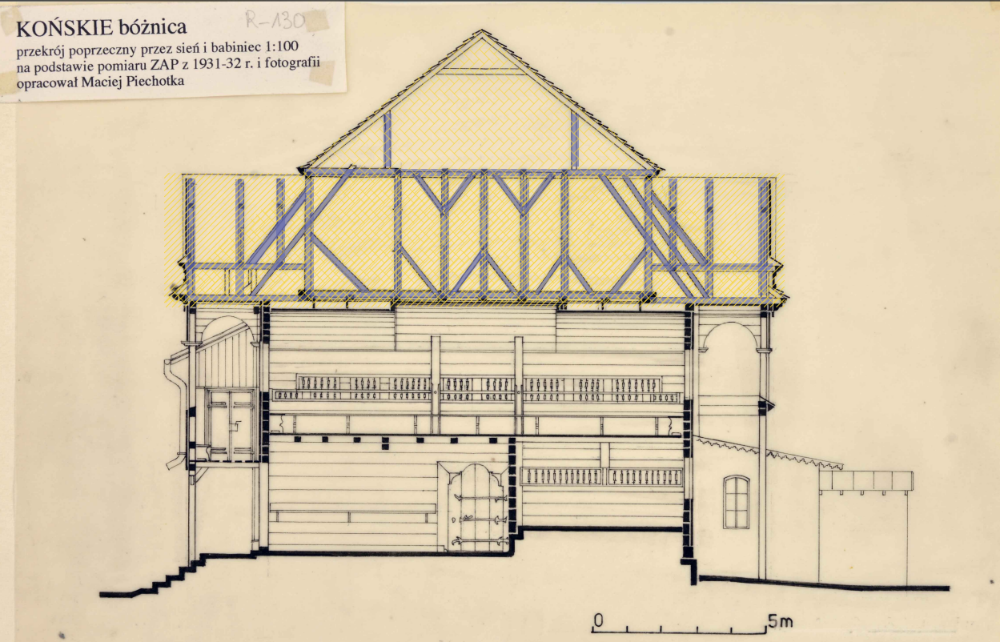 KOŃSKIE bóżnica R-130
przekrój poprzeczny przez sień i babiniec 1:100
na podstawie pomiaru ZAP z 1931-32 r. i fotografii
opracował Maciej Piechotka
0 5m